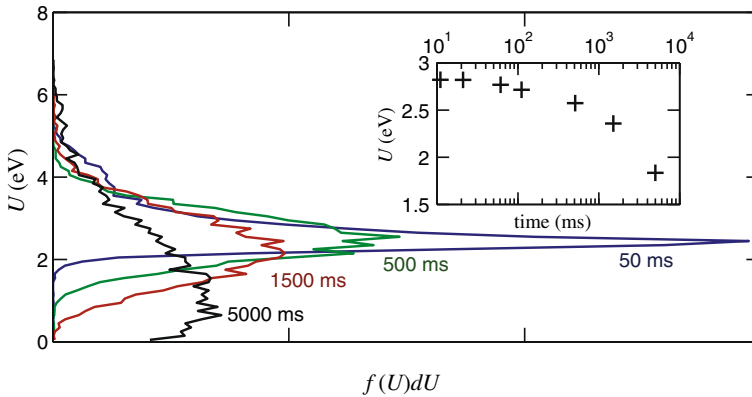 10¹ 10² 10³ 10⁴
8
3
6
2.5
U (eV)
2
U (eV)
4
1.5
time (ms)
2
50 ms
500 ms
1500 ms
5000 ms
0
f (U)dU